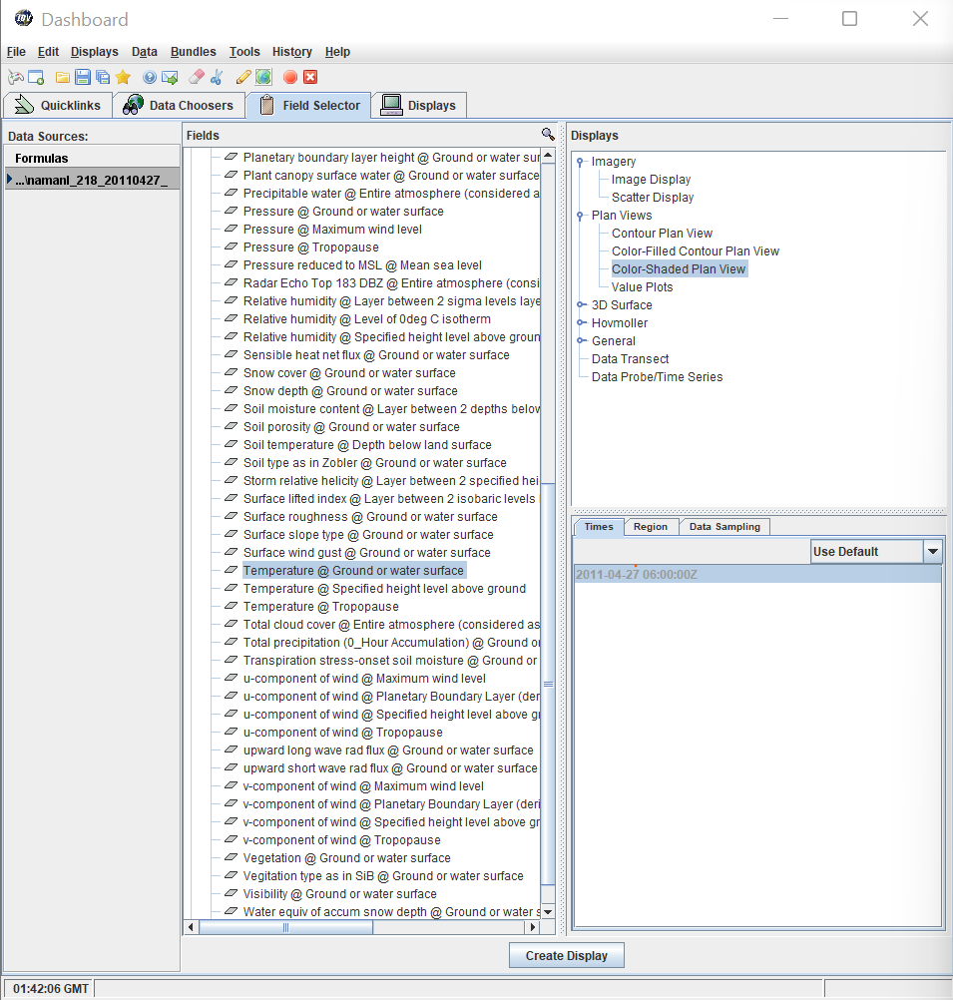 IDV Dashboard
File Edit Displays Data Bundles Tools History Help
Quicklinks Data Choosers Field Selector Displays
Data Sources:
Formulas
...\namanl_218_20110427_
Fields
Planetary boundary layer height @ Ground or water sur
Plant canopy surface water @ Ground or water surface
Precipitable water @ Entire atmosphere (considered a
Pressure @ Ground or water surface
Pressure @ Maximum wind level
Pressure @ Tropopause
Pressure reduced to MSL @ Mean sea level
Radar Echo Top 183 DBZ @ Entire atmosphere (consi
Relative humidity @ Layer between 2 sigma levels laye
Relative humidity @ Level of 0deg C isotherm
Relative humidity @ Specified height level above groun
Sensible heat net flux @ Ground or water surface
Snow cover @ Ground or water surface
Snow depth @ Ground or water surface
Soil moisture content @ Layer between 2 depths below
Soil porosity @ Ground or water surface
Soil temperature @ Depth below land surface
Soil type as in Zobler @ Ground or water surface
Storm relative helicity @ Layer between 2 specified hei
Surface lifted index @ Layer between 2 isobaric levels
Surface roughness @ Ground or water surface
Surface slope type @ Ground or water surface
Surface wind gust @ Ground or water surface
Temperature @ Ground or water surface
Temperature @ Specified height level above ground
Temperature @ Tropopause
Total cloud cover @ Entire atmosphere (considered as
Total precipitation (0_Hour Accumulation) @ Ground or
Transpiration stress-onset soil moisture @ Ground or
u-component of wind @ Maximum wind level
u-component of wind @ Planetary Boundary Layer (deri
u-component of wind @ Specified height level above gr
u-component of wind @ Tropopause
upward long wave rad flux @ Ground or water surface
upward short wave rad flux @ Ground or water surface
v-component of wind @ Maximum wind level
v-component of wind @ Planetary Boundary Layer (deri
v-component of wind @ Specified height level above gr
v-component of wind @ Tropopause
Vegetation @ Ground or water surface
Vegitation type as in SiB @ Ground or water surface
Visibility @ Ground or water surface
Water equiv of accum snow depth @ Ground or water s
Displays
Imagery
Image Display
Scatter Display
Plan Views
Contour Plan View
Color-Filled Contour Plan View
Color-Shaded Plan View
Value Plots
3D Surface
Hovmoller
General
Data Transect
Data Probe/Time Series
Times Region Data Sampling
Use Default
2011-04-27 06:00:00Z
Create Display
01:42:06 GMT